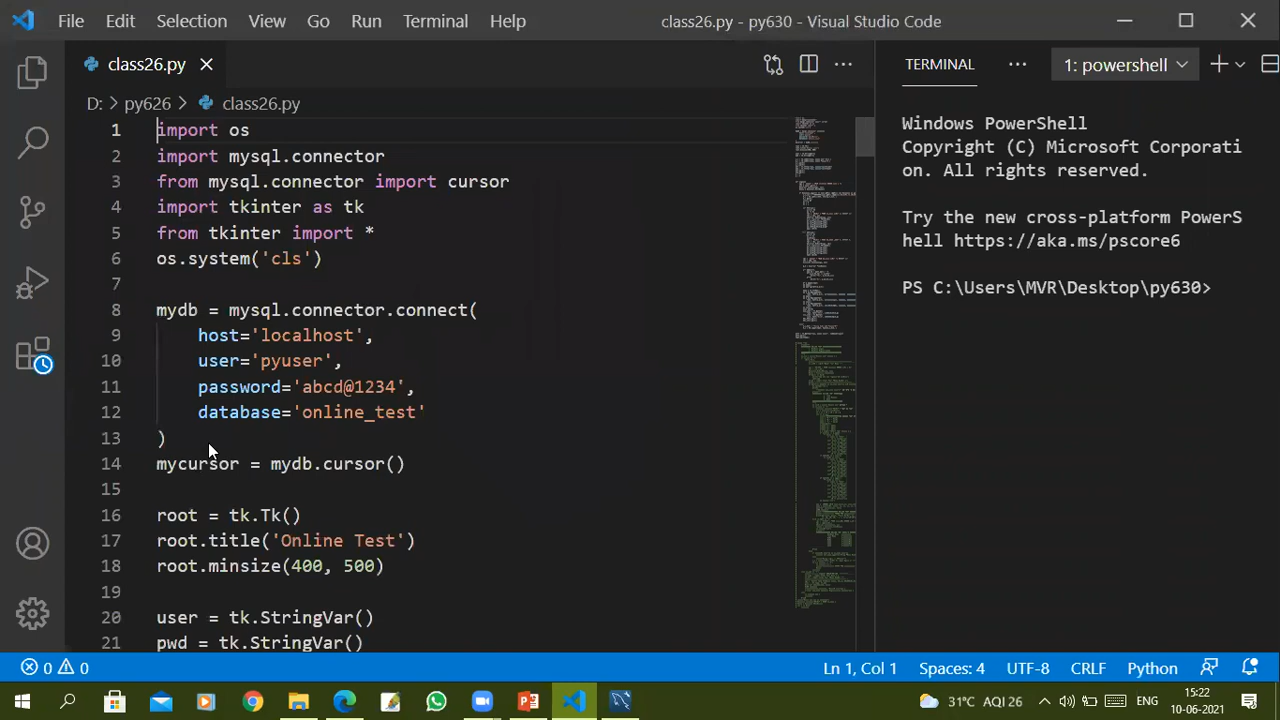 File Edit Selection View Go Run Terminal Help class26.py - py630 - Visual Studio Code
class26.py
TERMINAL 1: powershell
D: > py626 > class26.py
1 import os
2 import mysql.connector
3 from mysql.connector import cursor
4 import tkinter as tk
5 from tkinter import *
6 os.system('cls')
7
8 mydb = mysql.connector.connect(
9 host='localhost',
10 user='pyuser',
11 password='abcd@1234',
12 database='online_test'
13 )
14 mycursor = mydb.cursor()
15
16 root = tk.Tk()
17 root.title('Online Test')
18 root.minsize(400, 500)
19
20 user = tk.StringVar()
21 pwd = tk.StringVar()
Windows PowerShell
Copyright (C) Microsoft Corporati
on. All rights reserved.
Try the new cross-platform PowerS
hell https://aka.ms/pscore6
PS C:\Users\MVR\Desktop\py630>
0 0 Ln 1, Col 1 Spaces: 4 UTF-8 CRLF Python
31°C AQI 26 ENG 15:22
10-06-2021